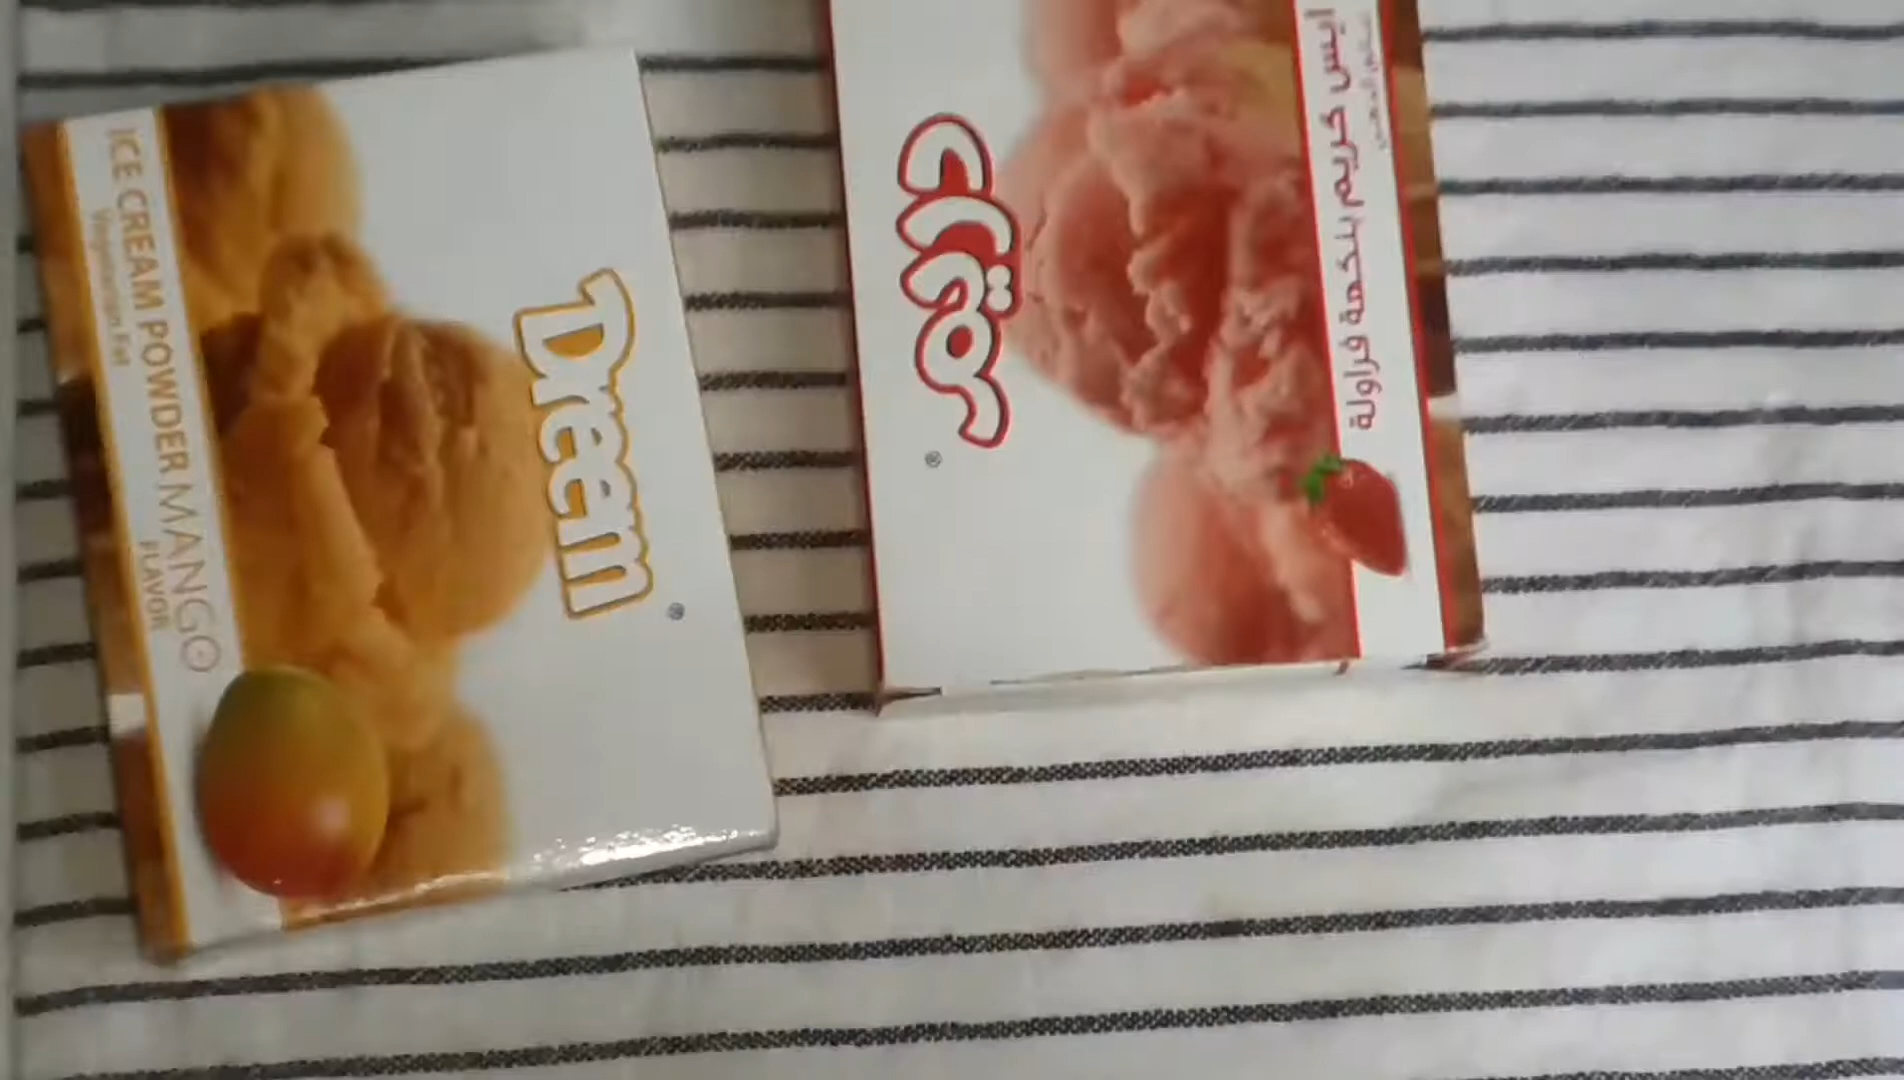 Dreem
®
ICE CREAM POWDER MANGO
FLAVOR
Vegetarian Fat
دريم
®
ايس كريم بنكهة فراولة